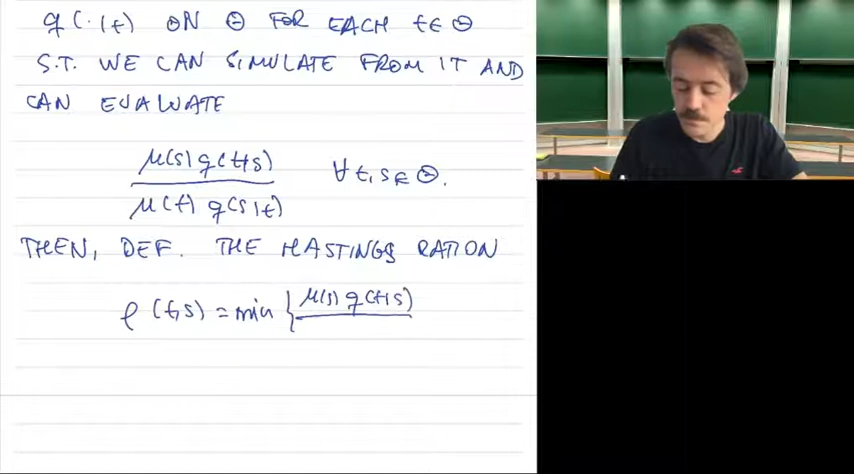 q(·|t) ON Θ FOR EACH t∈Θ
S.T. WE CAN SIMULATE FROM IT AND
CAN EVALUATE
μ(s) q(t|s)
μ(t) q(s|t)
∀ t,s ∈ Θ.
THEN, DEF. THE HASTINGS RATION
ρ(t,s) = min { μ(s) q(t|s)